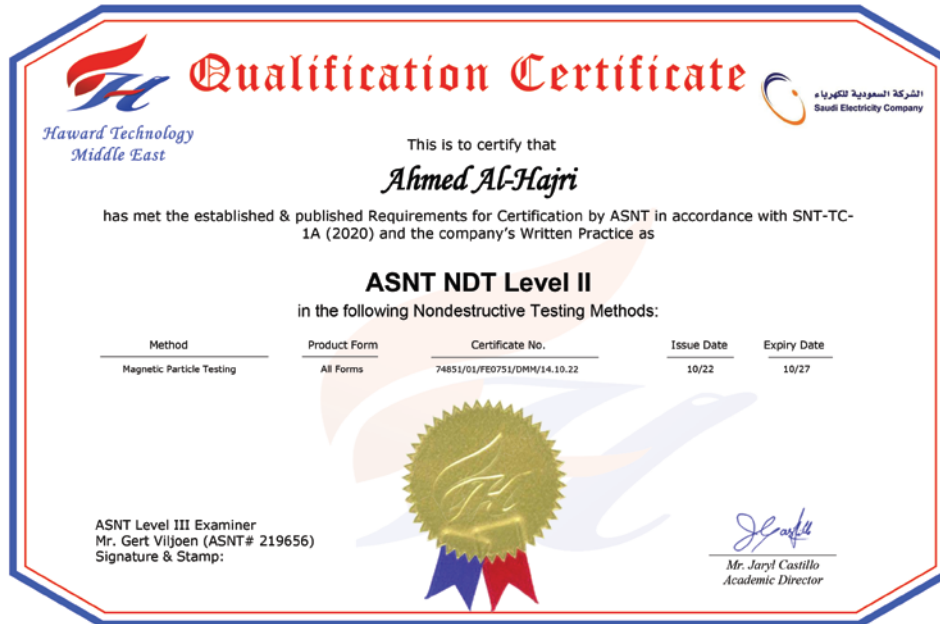 Qualification Certificate
Haward Technology
Middle East
الشركة السعودية للكهرباء
Saudi Electricity Company
This is to certify that
Ahmed Al-Hajri
has met the established & published Requirements for Certification by ASNT in accordance with SNT-TC-
1A (2020) and the company's Written Practice as
ASNT NDT Level II
in the following Nondestructive Testing Methods:
Method Product Form Certificate No. Issue Date Expiry Date
Magnetic Particle Testing All Forms 74851/01/FE0751/DMM/14.10.22 10/22 10/27
ASNT Level III Examiner
Mr. Gert Viljoen (ASNT# 219656)
Signature & Stamp:
Mr. Jaryl Castillo
Academic Director